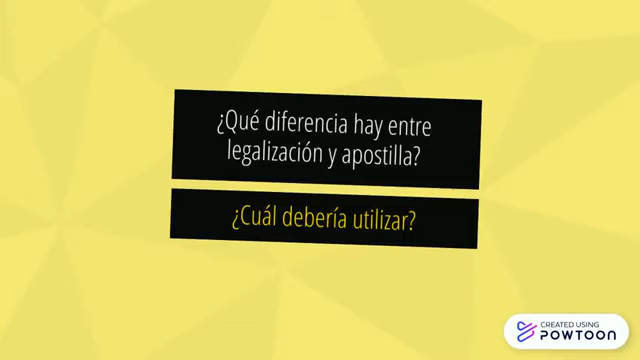 ¿Qué diferencia hay entre
legalización y apostilla?
¿Cuál debería utilizar?
CREATED USING
POWTOON